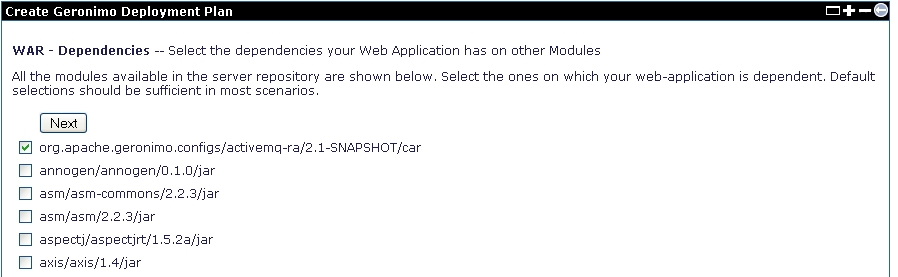 Create Geronimo Deployment Plan
WAR - Dependencies -- Select the dependencies your Web Application has on other Modules
All the modules available in the server repository are shown below. Select the ones on which your web-application is dependent. Default
selections should be sufficient in most scenarios.
Next
org.apache.geronimo.configs/activemq-ra/2.1-SNAPSHOT/car
annogen/annogen/0.1.0/jar
asm/asm-commons/2.2.3/jar
asm/asm/2.2.3/jar
aspectj/aspectjrt/1.5.2a/jar
axis/axis/1.4/jar